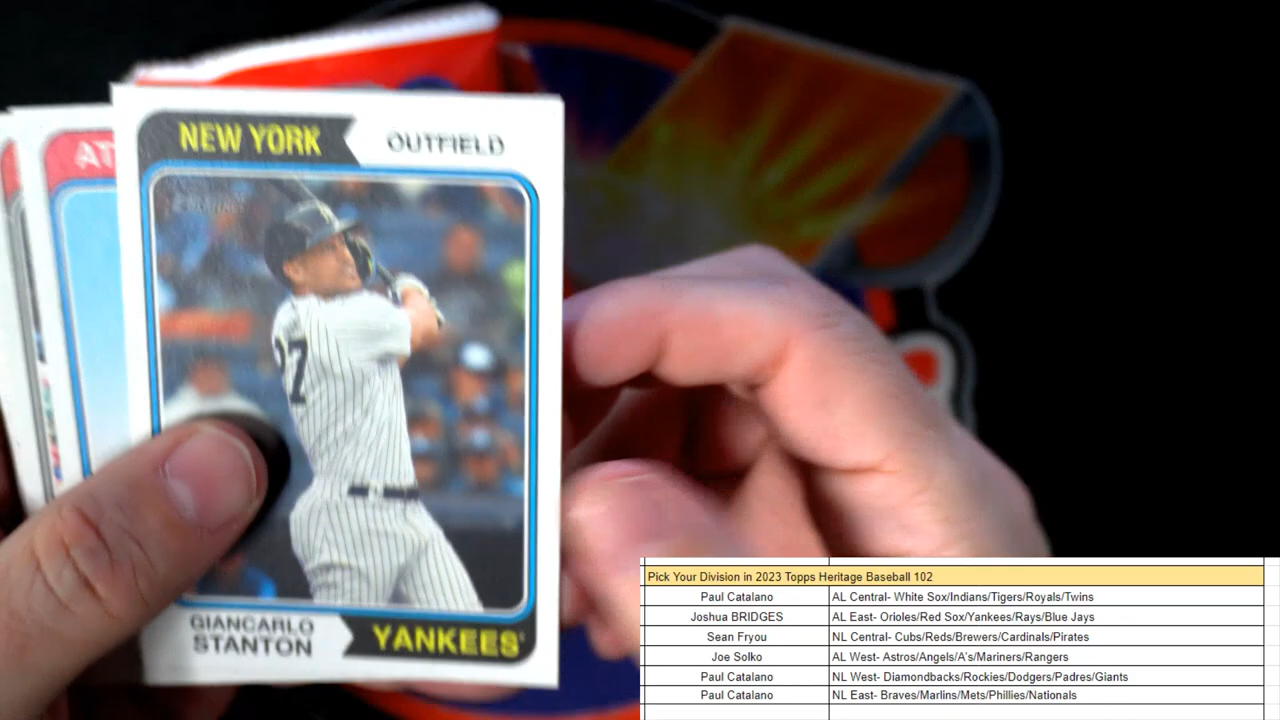 NEW YORK
OUTFIELD
AT
27
GIANCARLO
STANTON
YANKEES
Pick Your Division in 2023 Topps Heritage Baseball 102
Paul Catalano AL Central- White Sox/Indians/Tigers/Royals/Twins
Joshua BRIDGES AL East- Orioles/Red Sox/Yankees/Rays/Blue Jays
Sean Fryou NL Central- Cubs/Reds/Brewers/Cardinals/Pirates
Joe Solko AL West- Astros/Angels/A's/Mariners/Rangers
Paul Catalano NL West- Diamondbacks/Rockies/Dodgers/Padres/Giants
Paul Catalano NL East- Braves/Marlins/Mets/Phillies/Nationals